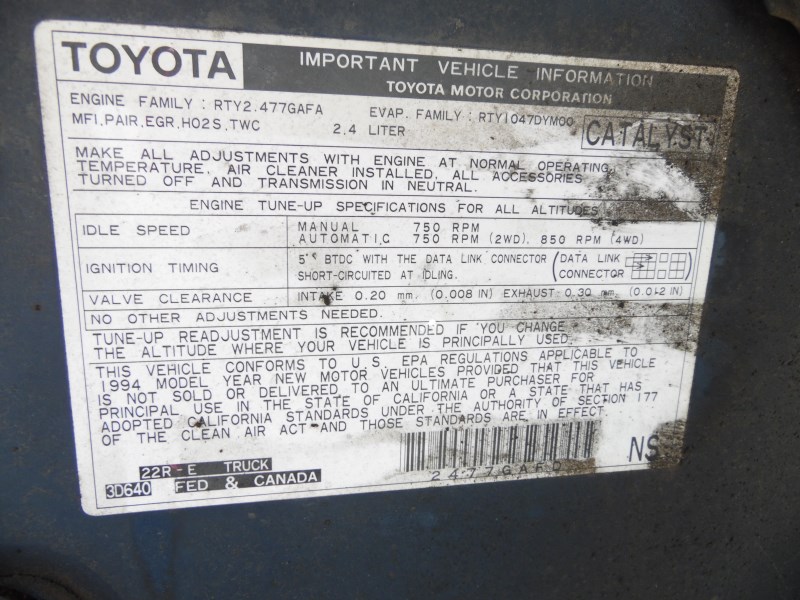 TOYOTA
IMPORTANT VEHICLE INFORMATION
TOYOTA MOTOR CORPORATION
ENGINE FAMILY : RTY2.477GAFA EVAP. FAMILY : RTY1047DYM00
MFI, PAIR, EGR, HO2S, TWC 2.4 LITER CATALYST
MAKE ALL ADJUSTMENTS WITH ENGINE AT NORMAL OPERATING
TEMPERATURE, AIR CLEANER INSTALLED, ALL ACCESSORIES
TURNED OFF AND TRANSMISSION IN NEUTRAL.
ENGINE TUNE-UP SPECIFICATIONS FOR ALL ALTITUDES
IDLE SPEED MANUAL 750 RPM
AUTOMATIC 750 RPM (2WD), 850 RPM (4WD)
IGNITION TIMING 5° BTDC WITH THE DATA LINK CONNECTOR
SHORT-CIRCUITED AT IDLING.
(DATA LINK
CONNECTOR )
VALVE CLEARANCE INTAKE 0.20 mm. (0.008 IN) EXHAUST: 0.30 mm. (0.012 IN)
NO OTHER ADJUSTMENTS NEEDED.
TUNE-UP READJUSTMENT IS RECOMMENDED IF YOU CHANGE
THE ALTITUDE WHERE YOUR VEHICLE IS PRINCIPALLY USED.
THIS VEHICLE CONFORMS TO U.S. EPA REGULATIONS APPLICABLE TO
1994 MODEL YEAR NEW MOTOR VEHICLES PROVIDED THAT THIS VEHICLE
IS NOT SOLD OR DELIVERED TO AN ULTIMATE PURCHASER FOR
PRINCIPAL USE IN THE STATE OF CALIFORNIA OR A STATE THAT HAS
ADOPTED CALIFORNIA STANDARDS UNDER THE AUTHORITY OF SECTION 177
OF THE CLEAN AIR ACT AND THOSE STANDARDS ARE IN EFFECT.
22R-E TRUCK
3D640 FED & CANADA
NS